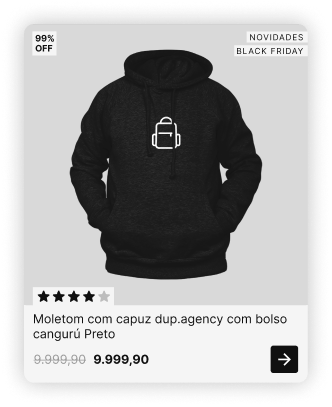 99%
OFF
NOVIDADES
BLACK FRIDAY
Moletom com capuz dup.agency com bolso
cangurú Preto
9.999,90 9.999,90